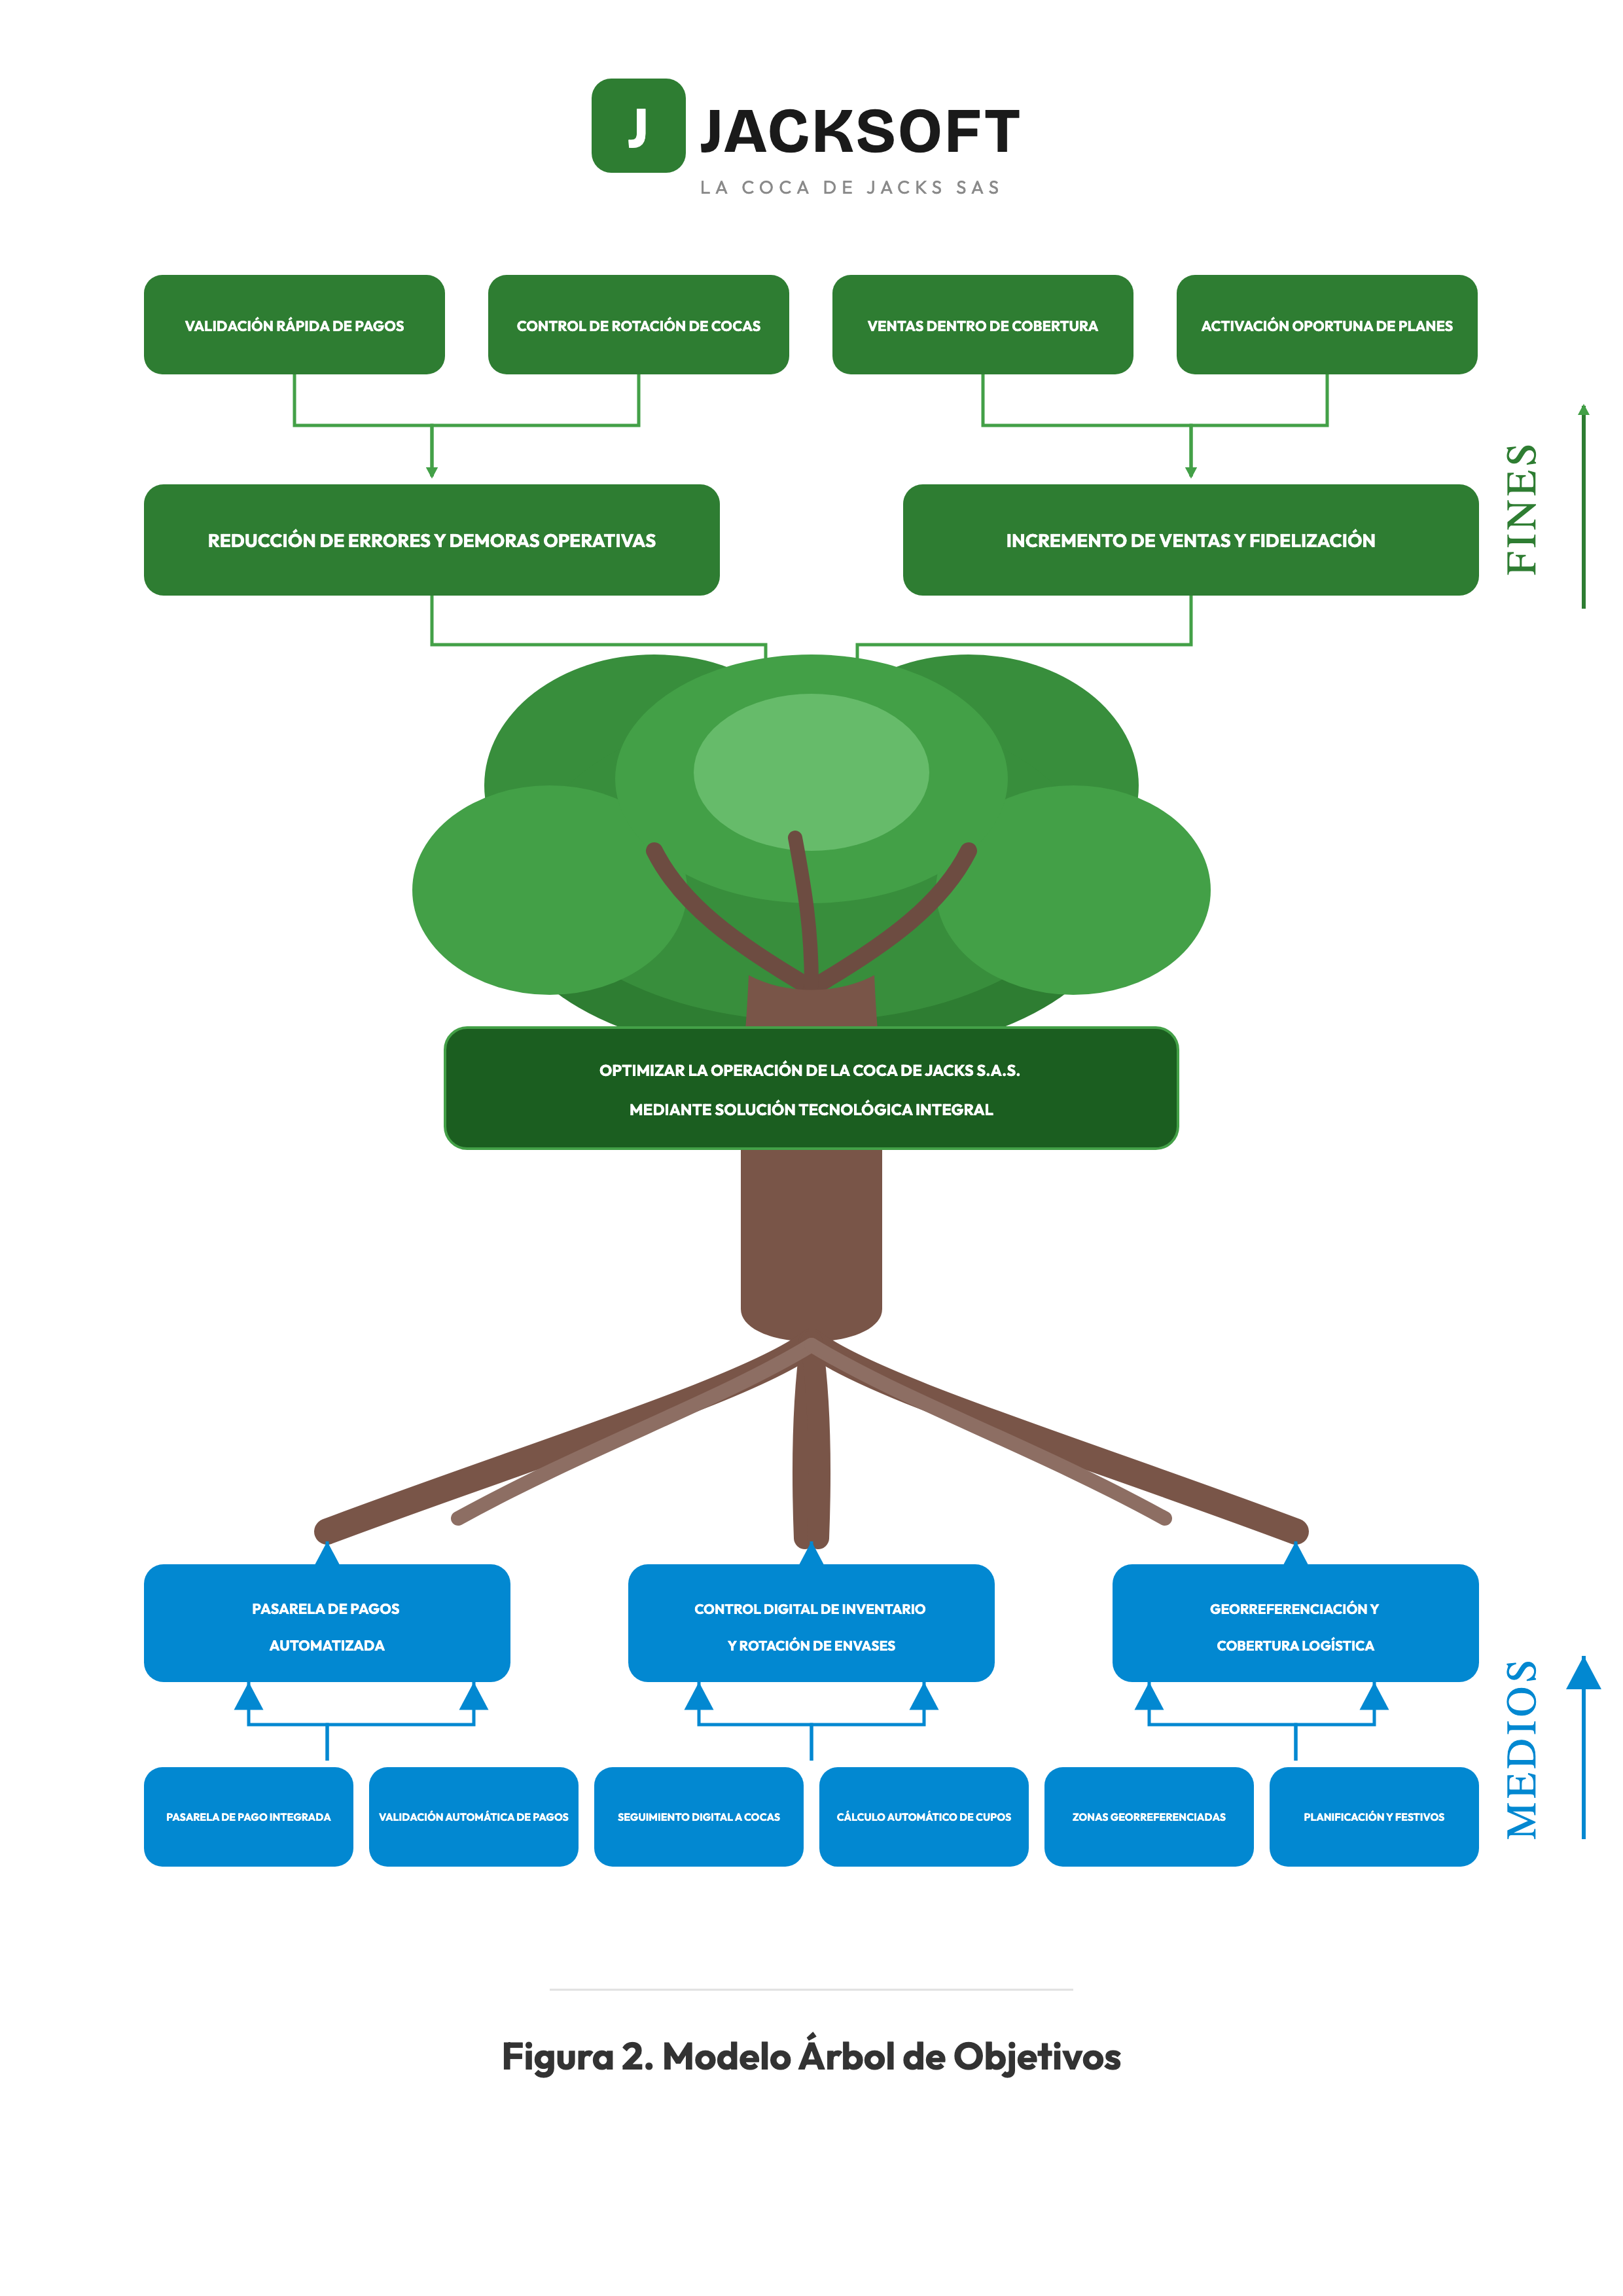 J
JACKSOFT
LA COCA DE JACKS SAS
VALIDACIÓN RÁPIDA DE PAGOS
CONTROL DE ROTACIÓN DE COCAS
VENTAS DENTRO DE COBERTURA
ACTIVACIÓN OPORTUNA DE PLANES
REDUCCIÓN DE ERRORES Y DEMORAS OPERATIVAS
INCREMENTO DE VENTAS Y FIDELIZACIÓN
FINES
OPTIMIZAR LA OPERACIÓN DE LA COCA DE JACKS S.A.S.
MEDIANTE SOLUCIÓN TECNOLÓGICA INTEGRAL
PASARELA DE PAGOS
AUTOMATIZADA
CONTROL DIGITAL DE INVENTARIO
Y ROTACIÓN DE ENVASES
GEORREFERENCIACIÓN Y
COBERTURA LOGÍSTICA
MEDIOS
PASARELA DE PAGO INTEGRADA
VALIDACIÓN AUTOMÁTICA DE PAGOS
SEGUIMIENTO DIGITAL A COCAS
CÁLCULO AUTOMÁTICO DE CUPOS
ZONAS GEORREFERENCIADAS
PLANIFICACIÓN Y FESTIVOS
Figura 2. Modelo Árbol de Objetivos